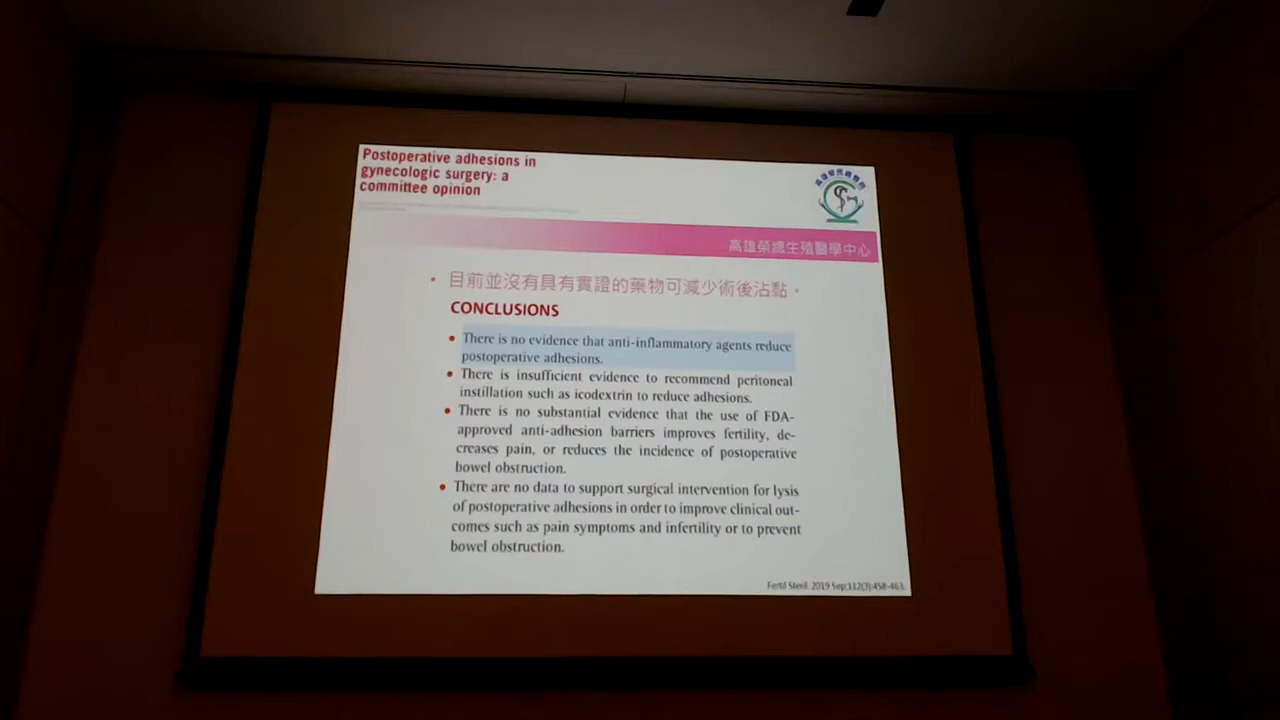 Postoperative adhesions in
gynecologic surgery: a
committee opinion
高雄榮總生殖醫學中心
• 目前並沒有具有實證的藥物可減少術後沾黏。
CONCLUSIONS
• There is no evidence that anti-inflammatory agents reduce
postoperative adhesions.
• There is insufficient evidence to recommend peritoneal
instillation such as icodextrin to reduce adhesions.
• There is no substantial evidence that the use of FDA-
approved anti-adhesion barriers improves fertility, de-
creases pain, or reduces the incidence of postoperative
bowel obstruction.
• There are no data to support surgical intervention for lysis
of postoperative adhesions in order to improve clinical out-
comes such as pain symptoms and infertility or to prevent
bowel obstruction.
Fertil Steril. 2019 Sep;112(3):458-463.